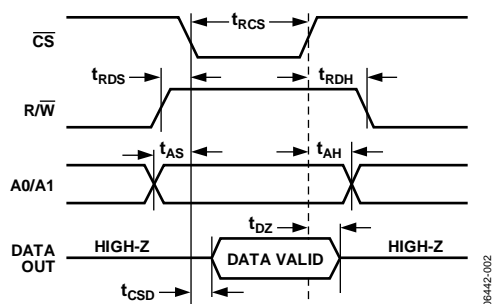 CS
tRCS
tRDS
tRDH
R/W
tAS
tAH
A0/A1
tDZ
DATA
OUT
HIGH-Z
DATA VALID
HIGH-Z
tCSD
06442-002